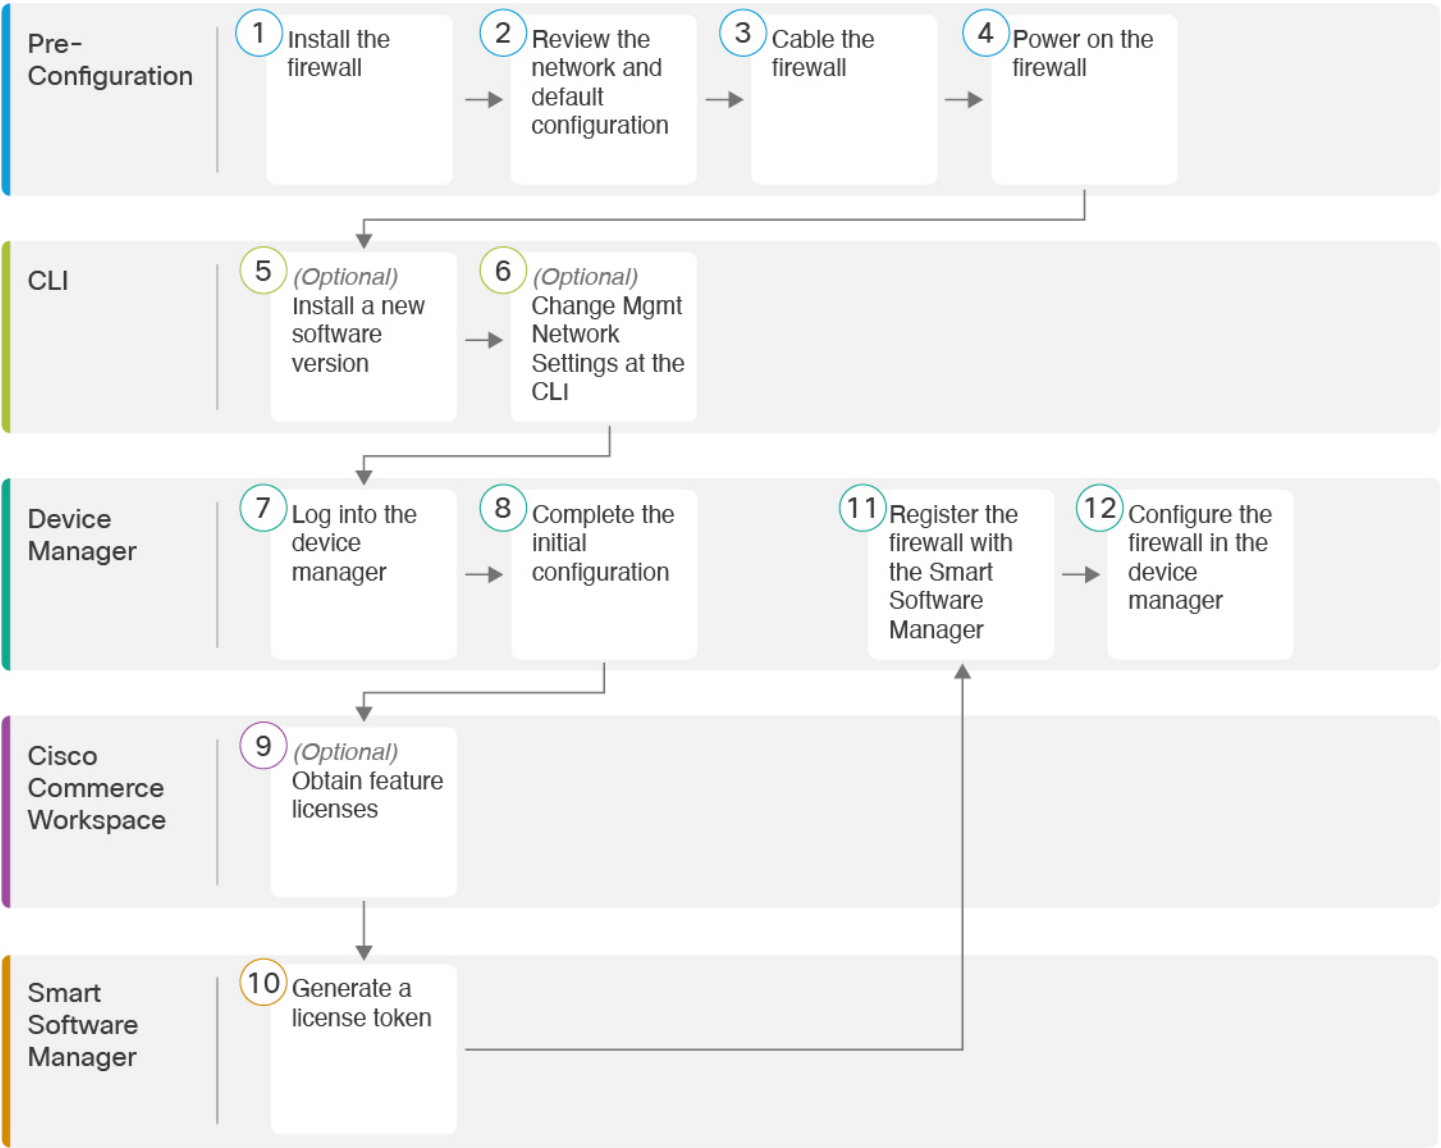 Pre-
Configuration
1
Install the
firewall
2
Review the
network and
default
configuration
3
Cable the
firewall
4
Power on the
firewall
CLI
5
(Optional)
Install a new
software
version
6
(Optional)
Change Mgmt
Network
Settings at the
CLI
Device
Manager
7
Log into the
device
manager
8
Complete the
initial
configuration
11
Register the
firewall with
the Smart
Software
Manager
12
Configure the
firewall in the
device
manager
Cisco
Commerce
Workspace
9
(Optional)
Obtain feature
licenses
Smart
Software
Manager
10
Generate a
license token